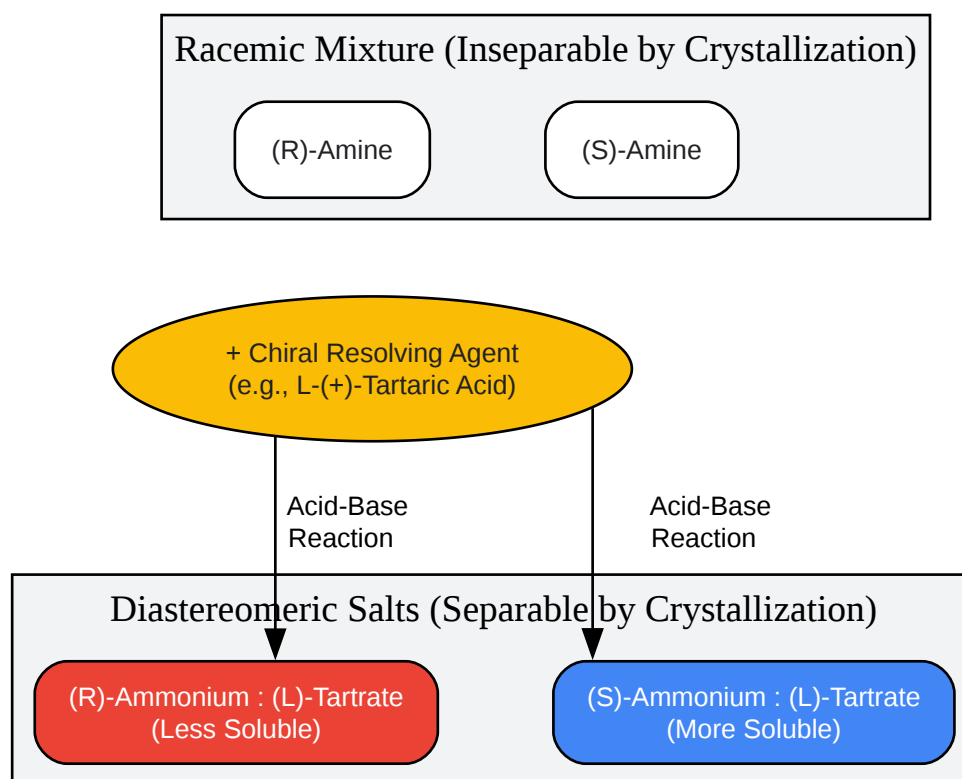 Racemic Mixture (Inseparable by Crystallization)
(R)-Amine
(S)-Amine
+ Chiral Resolving Agent
(e.g., L-(+)-Tartaric Acid)
Acid-Base
Reaction
Acid-Base
Reaction
Diastereomeric Salts (Separable by Crystallization)
(R)-Ammonium : (L)-Tartrate
(Less Soluble)
(S)-Ammonium : (L)-Tartrate
(More Soluble)